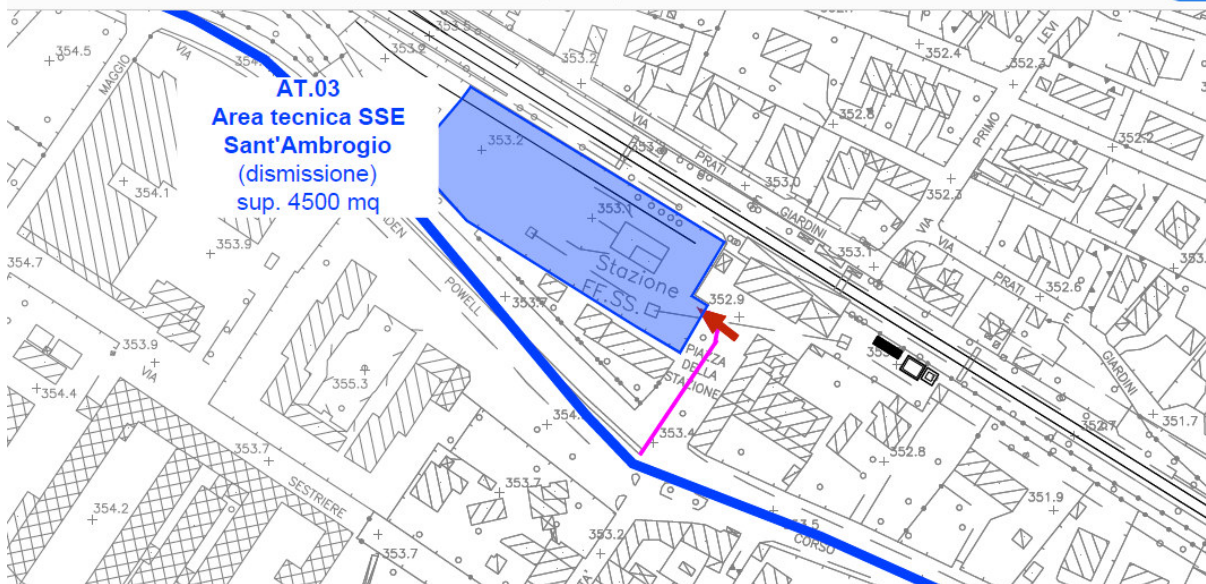 AT.03
Area tecnica SSE
Sant'Ambrogio
(dismissione)
sup. 4500 mq
354.5
MAGGIO
VIA
353.5
353.2
353.2
VIA
352.4
LEVI
352.3
352.8
PRIMO
352.2
353.2
PRATI
353.0
352.3
GIARDINI
354.1
353.1
VIA
VIA
353.9
353.1
PRATI
354.7
DEN
POWELL
Stazione
FF.SS.
353.7
352.9
352.6
353.9
VIA
PIAZZA
DELLA
STAZIONE
GIARDINI
355.3
354.4
351.7
353.4
352.8
353.7
SESTRIERE
353.7
351.9
354.2
353.2
CORSO
353.7